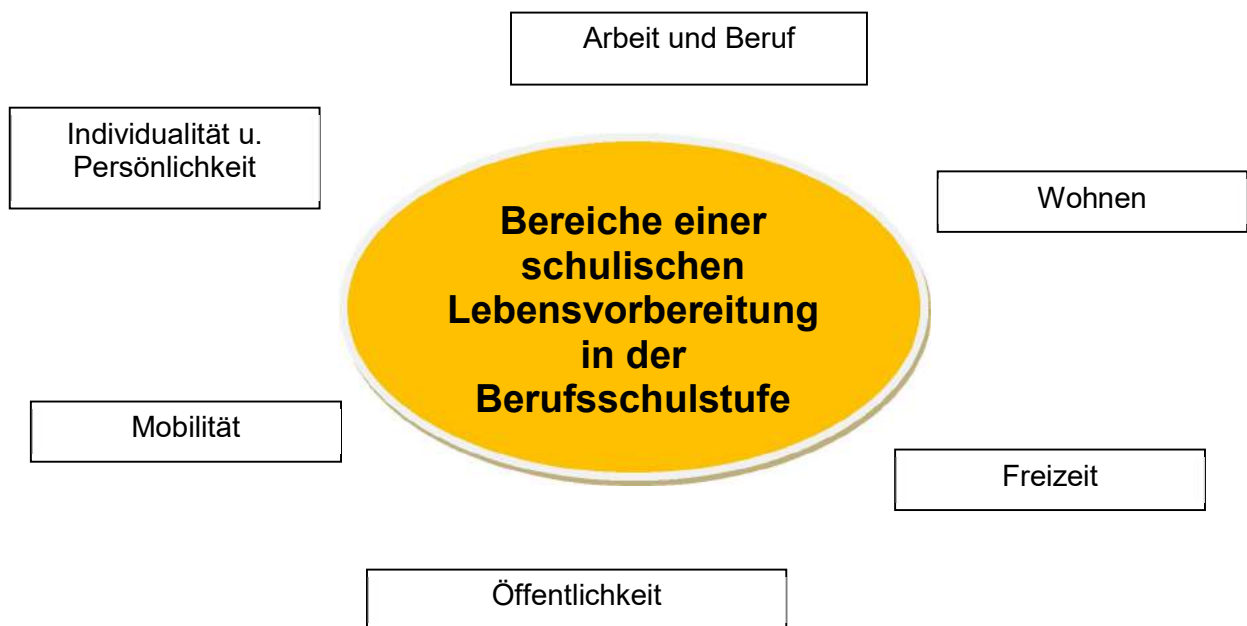 Arbeit und Beruf
Individualität u.
Persönlichkeit
Wohnen
Bereiche einer
schulischen
Lebensvorbereitung
in der
Berufsschulstufe
Mobilität
Freizeit
Öffentlichkeit